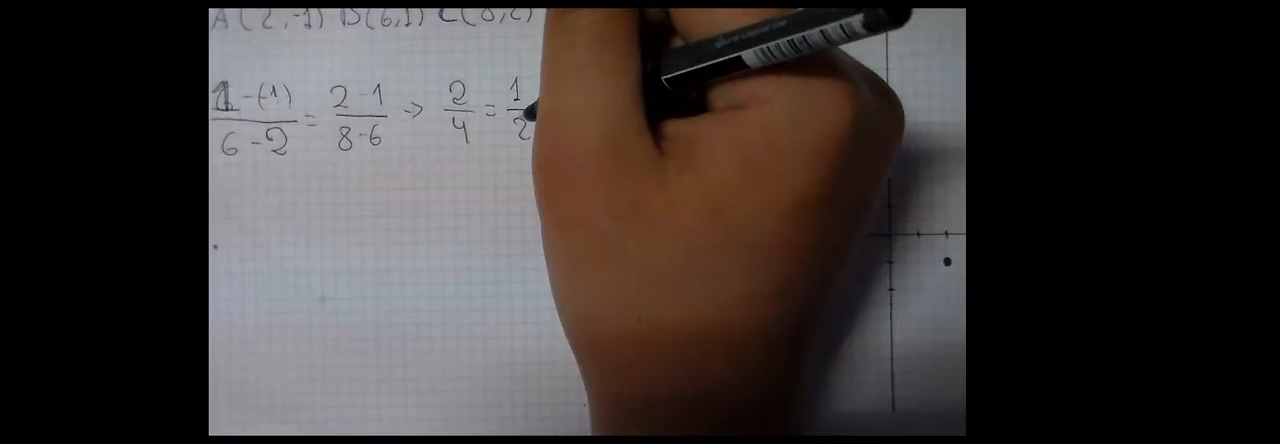 A(2,-1) B(6,1) C(8,2)
1-(-1)/6-2 = 2-1/8-6 -> 2/4 = 1/2